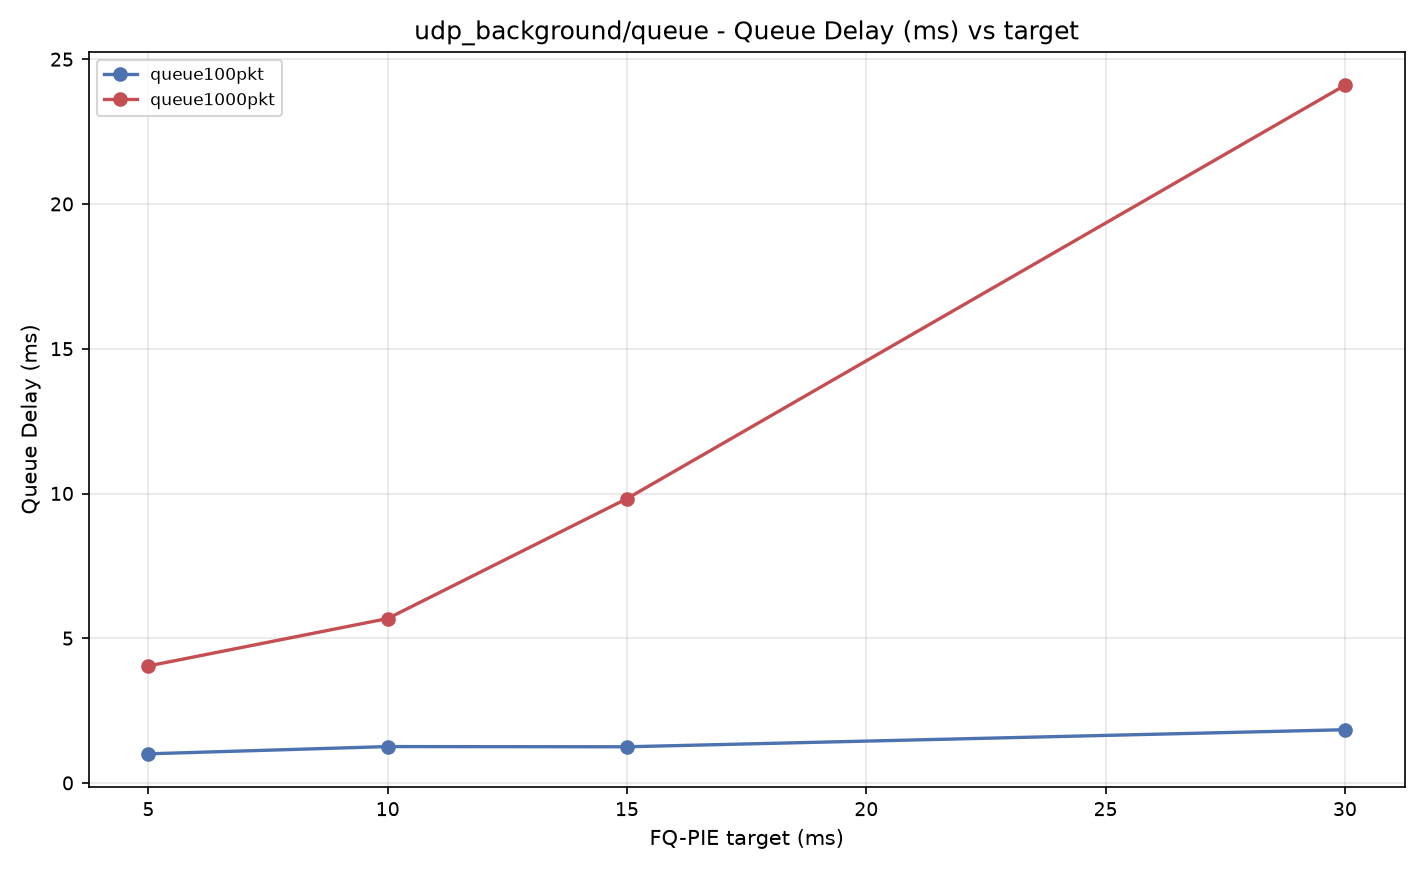 udp_background/queue - Queue Delay (ms) vs target
queue100pkt
queue1000pkt
Queue Delay (ms)
25
20
15
10
5
0
5 10 15 20 25 30
FQ-PIE target (ms)